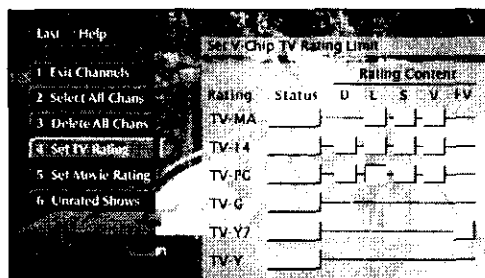 Last Help
1 Exit Channels
2 Select All Chans
3 Delete All Chans
4 Set TV Rating
5 Set Movie Rating
6 Unrated Shows
Set V-Chip TV Rating Limit
Rating Content
Rating Status D L S V FV
TV-MA
TV-14
TV-PG
TV-G
TV-Y7
TV-Y